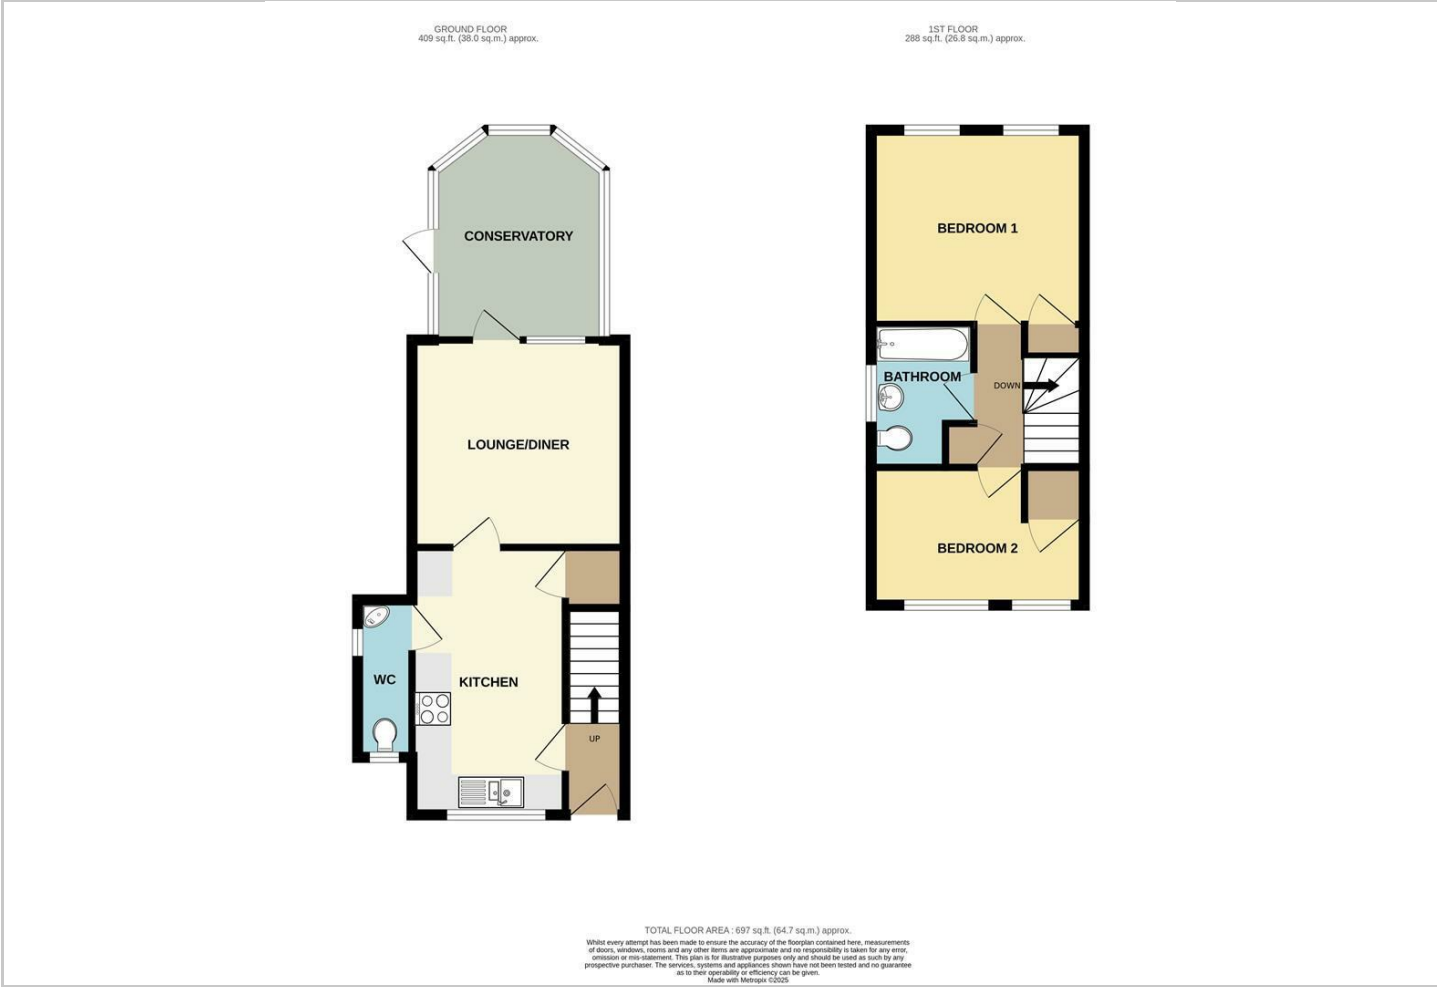 GROUND FLOOR
409 sq.ft. (38.0 sq.m.) approx.
1ST FLOOR
288 sq.ft. (26.8 sq.m.) approx.
CONSERVATORY
LOUNGE/DINER
KITCHEN
WC
UP
BEDROOM 1
BATHROOM
DOWN
BEDROOM 2
TOTAL FLOOR AREA : 697 sq.ft. (64.7 sq.m.) approx.
Whilst every attempt has been made to ensure the accuracy of the floorplan contained here, measurements
of doors, windows, rooms and any other items are approximate and no responsibility is taken for any error,
omission or mis-statement. This plan is for illustrative purposes only and should be used as such by any
prospective purchaser. The services, systems and appliances shown have not been tested and no guarantee
as to their operability or efficiency can be given.
Made with Metropix ©2025